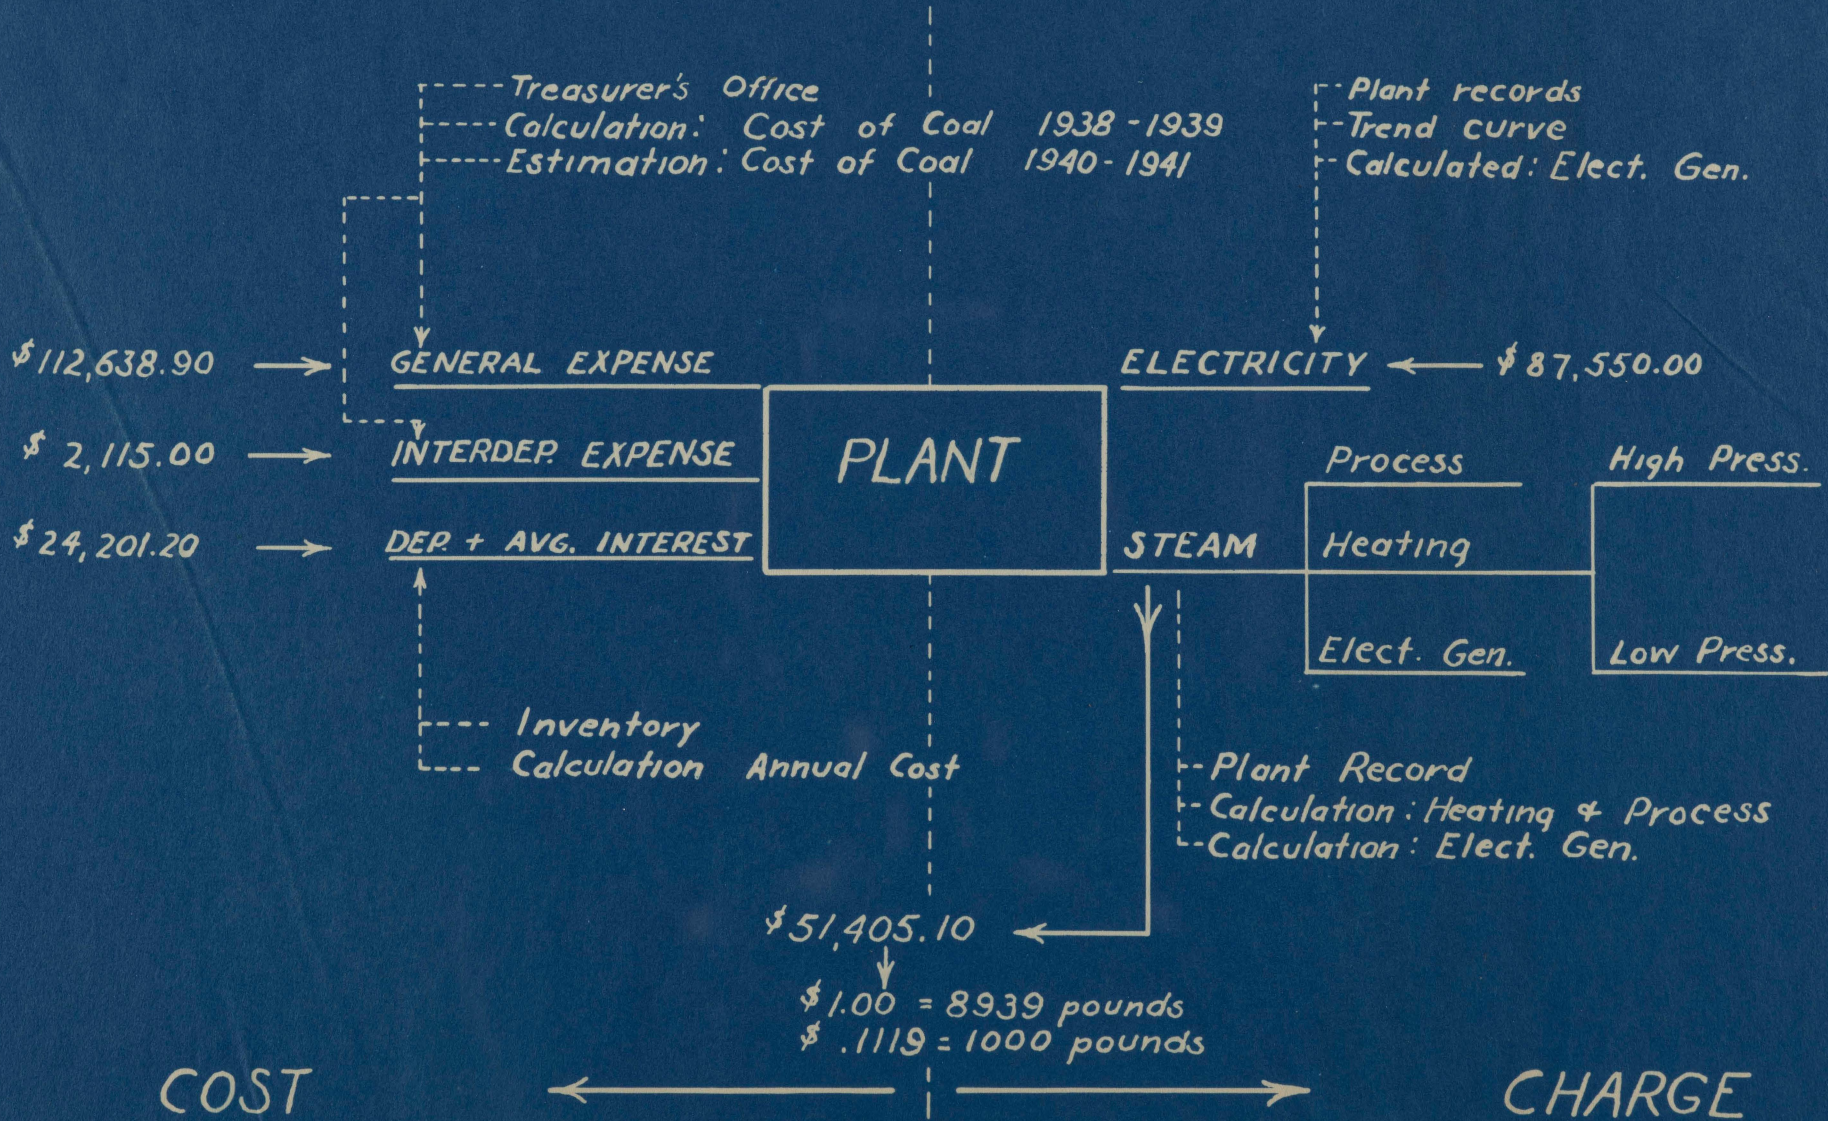 Treasurer's Office
Calculation: Cost of Coal 1938-1939
Estimation: Cost of Coal 1940-1941
Plant records
Trend curve
Calculated: Elect. Gen.
$112,638.90
GENERAL EXPENSE
ELECTRICITY
$87,550.00
$ 2,115.00
INTERDEP. EXPENSE
PLANT
Process
High Press.
$24,201.20
DEP. + AVG. INTEREST
STEAM
Heating
Elect. Gen.
Low Press.
Inventory
Calculation Annual Cost
Plant Record
Calculation: Heating & Process
Calculation: Elect. Gen.
$51,405.10
$1.00 = 8939 pounds
$ .1119 = 1000 pounds
COST
CHARGE